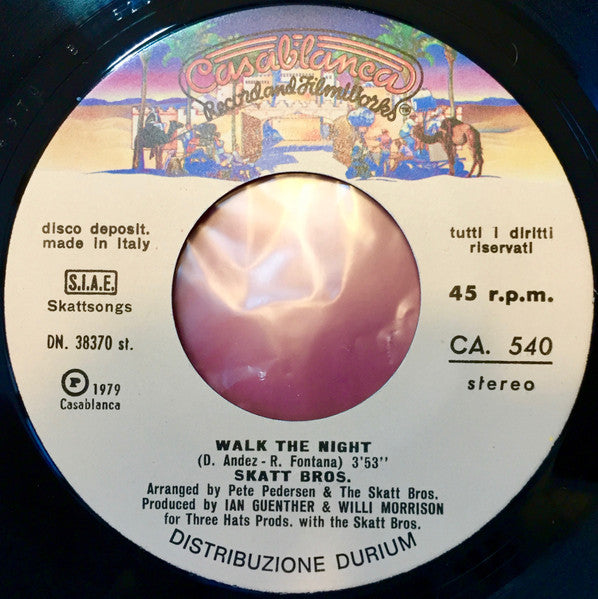 Casablanca
Record and FilmWorks
disco deposit.
made in Italy
S.I.A.E.
Skattsongs
DN. 38370 st.
Ⓟ 1979
Casablanca
tutti i diritti
riservati
45 r.p.m.
CA. 540
stereo
WALK THE NIGHT
(D. Andez - R. Fontana) 3'53''
SKATT BROS.
Arranged by Pete Pedersen & The Skatt Bros.
Produced by IAN GUENTHER & WILLI MORRISON
for Three Hats Prods. with the Skatt Bros.
DISTRIBUZIONE DURIUM